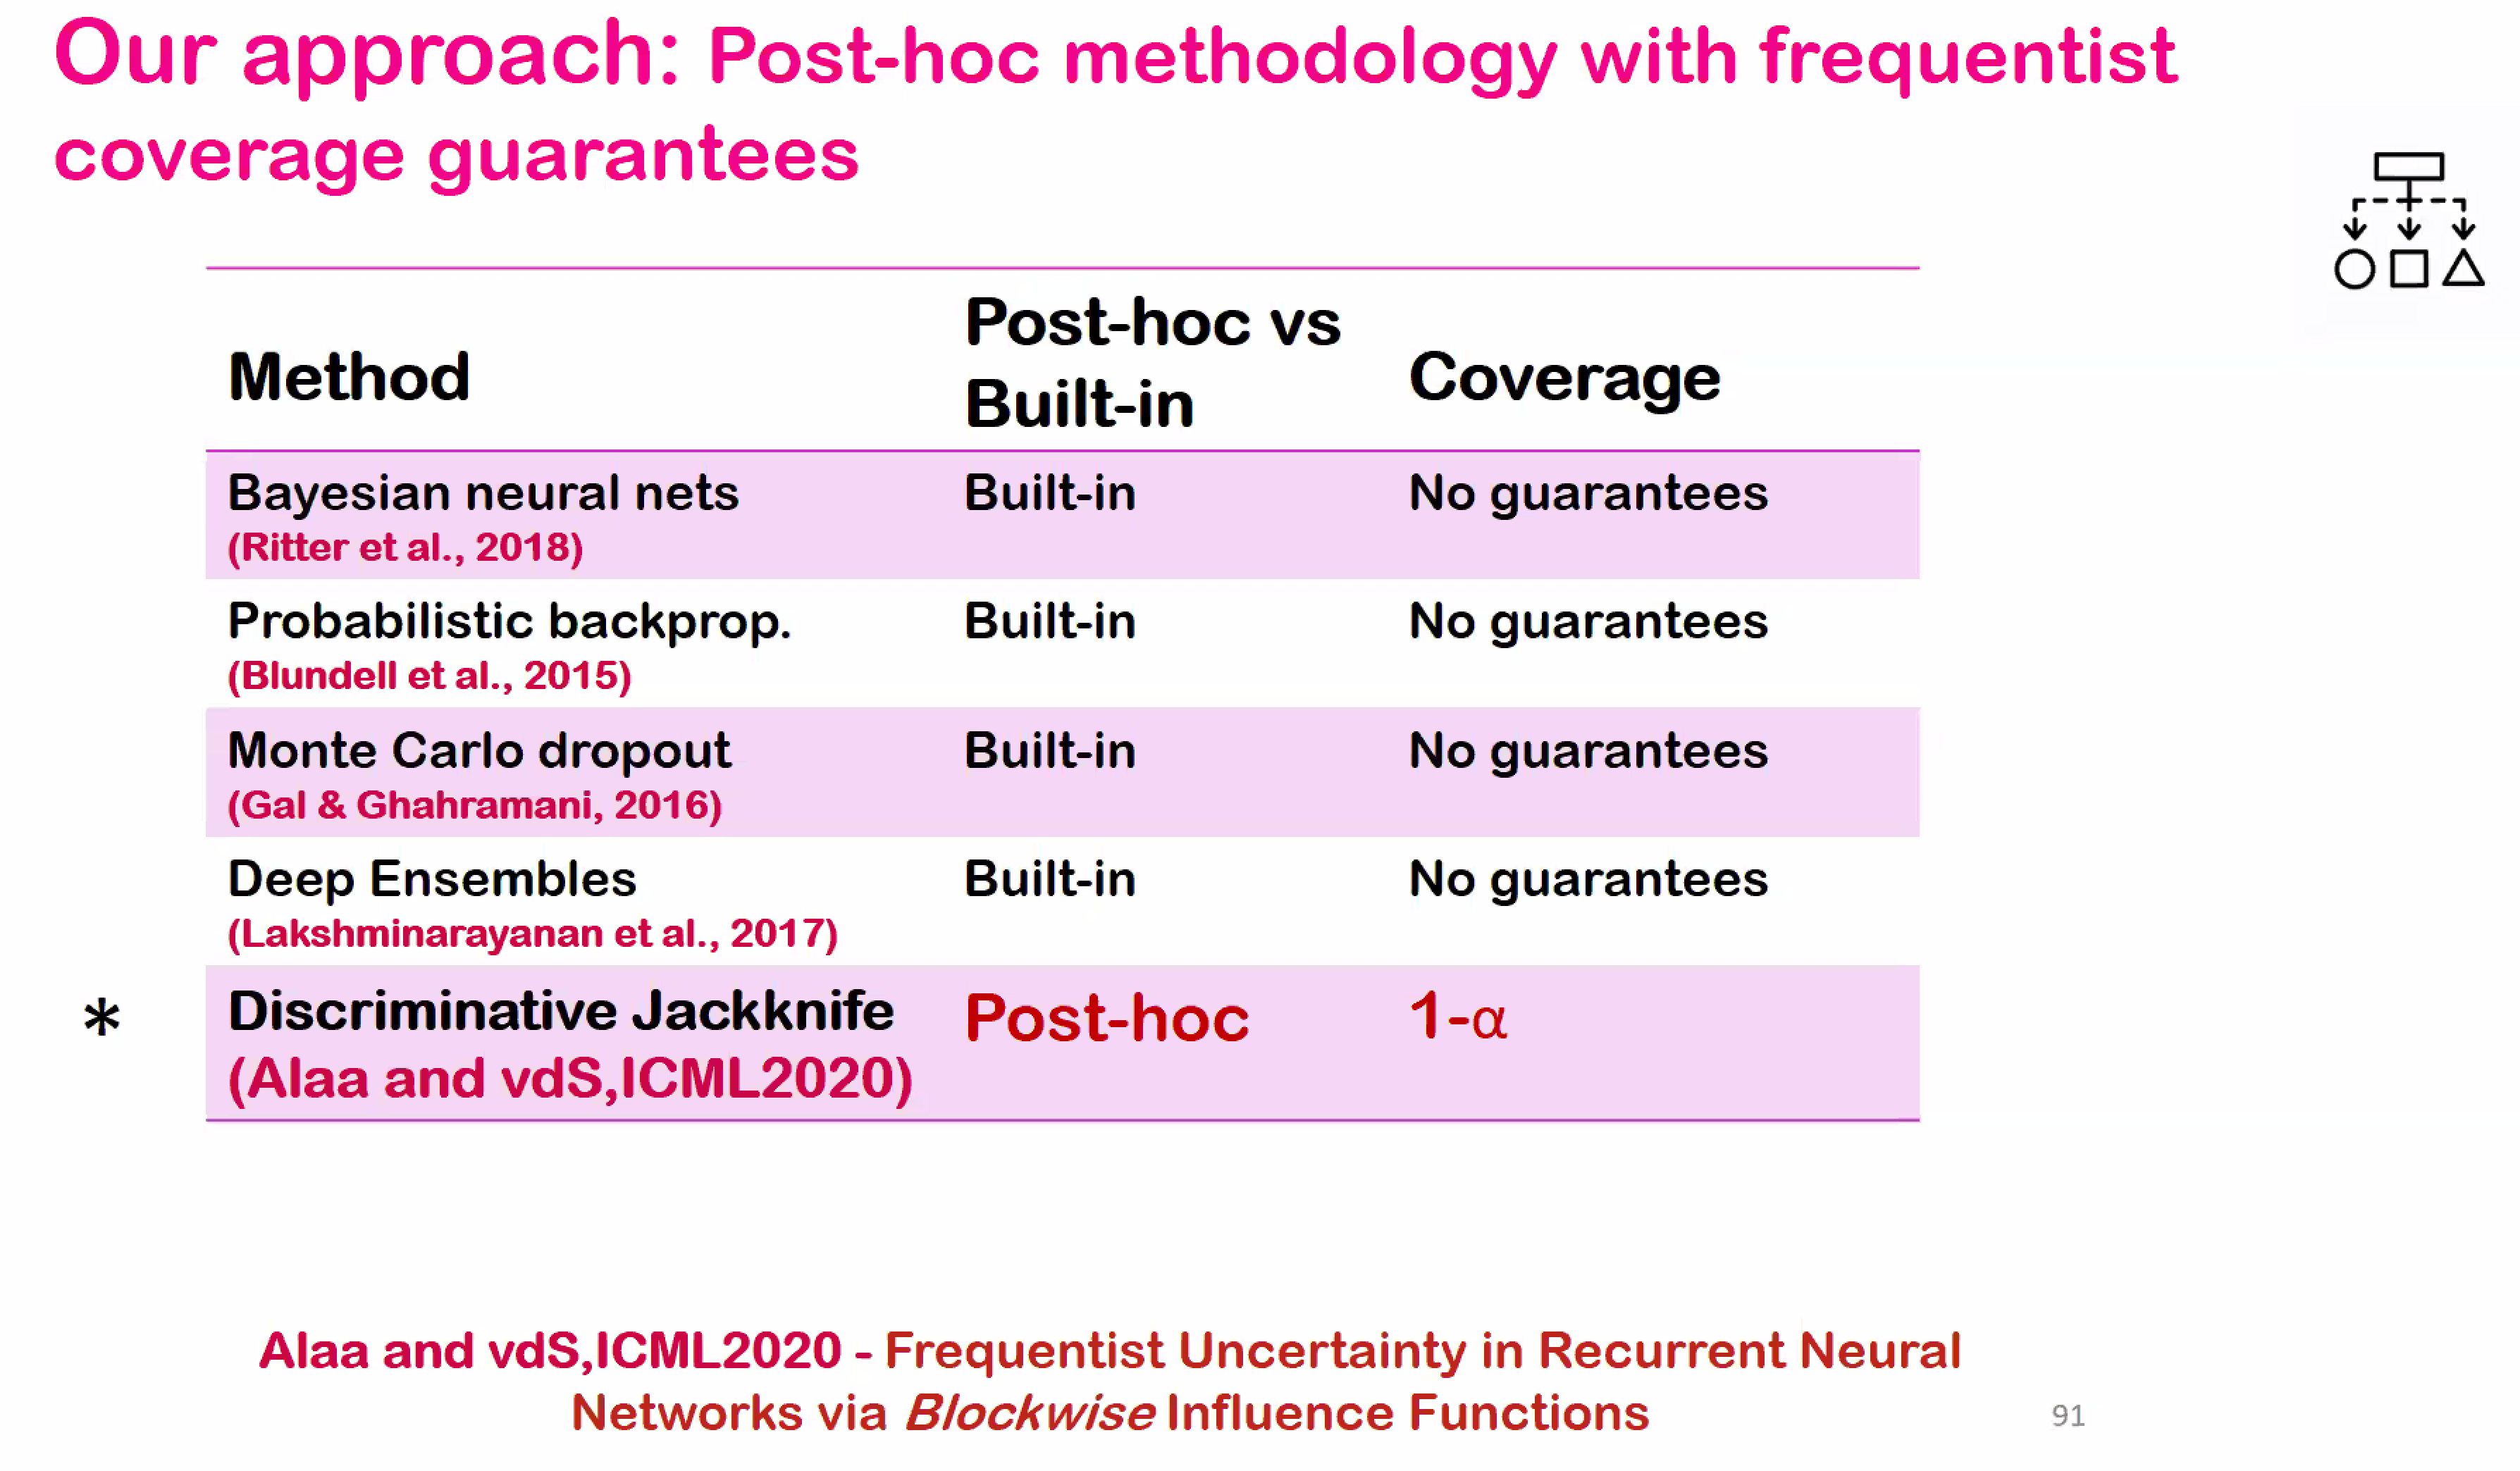 Our approach: Post-hoc methodology with frequentist
coverage guarantees
Method
Post-hoc vs
Built-in
Coverage
Bayesian neural nets
(Ritter et al., 2018)
Built-in
No guarantees
Probabilistic backprop.
(Blundell et al., 2015)
Built-in
No guarantees
Monte Carlo dropout
(Gal & Ghahramani, 2016)
Built-in
No guarantees
Deep Ensembles
(Lakshminarayanan et al., 2017)
Built-in
No guarantees
*
Discriminative Jackknife
(Alaa and vdS,ICML2020)
Post-hoc
1-α
Alaa and vdS,ICML2020 - Frequentist Uncertainty in Recurrent Neural
Networks via Blockwise Influence Functions
91